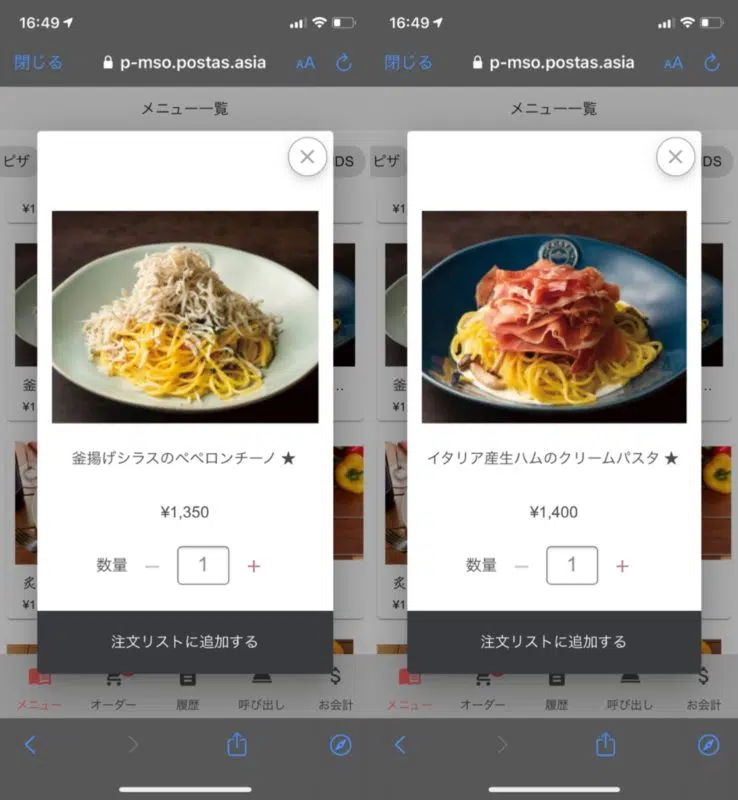 16:49
閉じる
p-mso.postas.asia
AA
メニュー一覧
ピザ
DS
¥1
釜
...
¥1
釜揚げシラスのペペロンチーノ ★
¥1,350
炙
¥1
数量
－
1
+
注文リストに追加する
メニュー
オーダー
履歴
呼び出し
お会計
16:49
閉じる
p-mso.postas.asia
AA
メニュー一覧
ピザ
DS
¥1
釜
...
¥1
イタリア産生ハムのクリームパスタ ★
¥1,400
炙
¥1
数量
－
1
+
注文リストに追加する
メニュー
オーダー
履歴
呼び出し
お会計